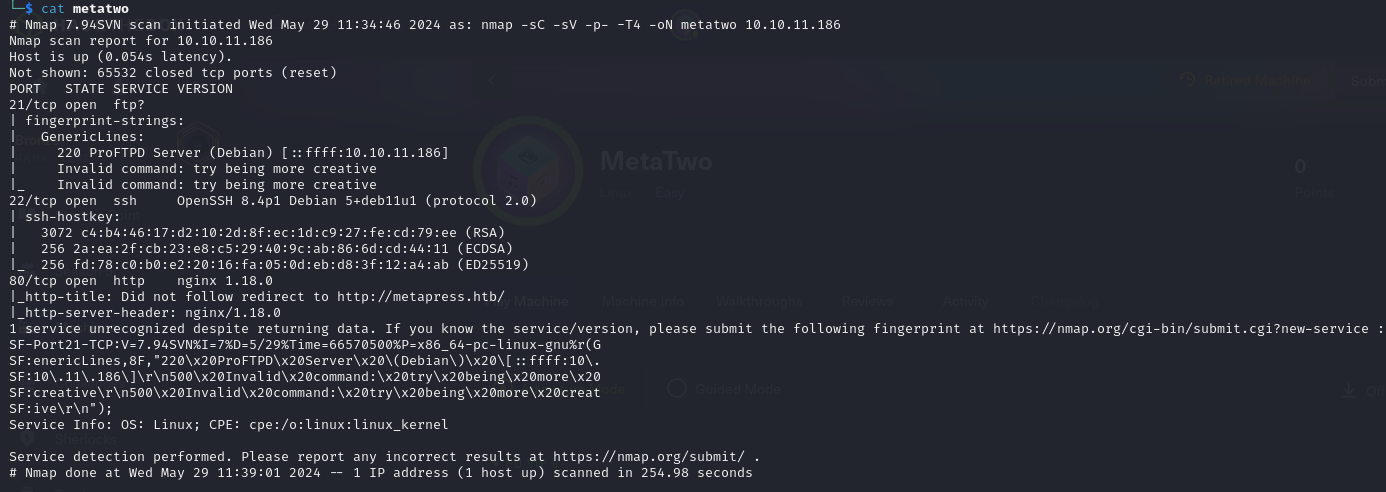 └─$ cat metatwo
# Nmap 7.94SVN scan initiated Wed May 29 11:34:46 2024 as: nmap -sC -sV -p- -T4 -oN metatwo 10.10.11.186
Nmap scan report for 10.10.11.186
Host is up (0.054s latency).
Not shown: 65532 closed tcp ports (reset)
PORT   STATE SERVICE VERSION
21/tcp open  ftp?
| fingerprint-strings:
|   GenericLines:
|     220 ProFTPD Server (Debian) [::ffff:10.10.11.186]
|     Invalid command: try being more creative
|_    Invalid command: try being more creative
22/tcp open  ssh     OpenSSH 8.4p1 Debian 5+deb11u1 (protocol 2.0)
| ssh-hostkey:
|   3072 c4:b4:46:17:d2:10:2d:8f:ec:1d:c9:27:fe:cd:79:ee (RSA)
|   256 2a:ea:2f:cb:23:e8:c5:29:40:9c:ab:86:6d:cd:44:11 (ECDSA)
|_  256 fd:78:c0:b0:e2:20:16:fa:05:0d:eb:d8:3f:12:a4:ab (ED25519)
80/tcp open  http    nginx 1.18.0
|_http-title: Did not follow redirect to http://metapress.htb/
|_http-server-header: nginx/1.18.0
1 service unrecognized despite returning data. If you know the service/version, please submit the following fingerprint at https://nmap.org/cgi-bin/submit.cgi?new-service :
SF-Port21-TCP:V=7.94SVN%I=7%D=5/29%Time=66570500%P=x86_64-pc-linux-gnu%r(G
SF:enericLines,8F,"220\x20ProFTPD\x20Server\x20\(Debian\)\x20\[::ffff:10\.
SF:10\.11\.186\]\r\n500\x20Invalid\x20command:\x20try\x20being\x20more\x20
SF:creative\r\n500\x20Invalid\x20command:\x20try\x20being\x20more\x20creat
SF:ive\r\n");
Service Info: OS: Linux; CPE: cpe:/o:linux:linux_kernel
Service detection performed. Please report any incorrect results at https://nmap.org/submit/ .
# Nmap done at Wed May 29 11:39:01 2024 -- 1 IP address (1 host up) scanned in 254.98 seconds
MetaTwo
Linux Easy
0
Points
Retired Machine
Machine Info
Walkthroughs
Reviews
Activity
Guided Mode
Sherlocks